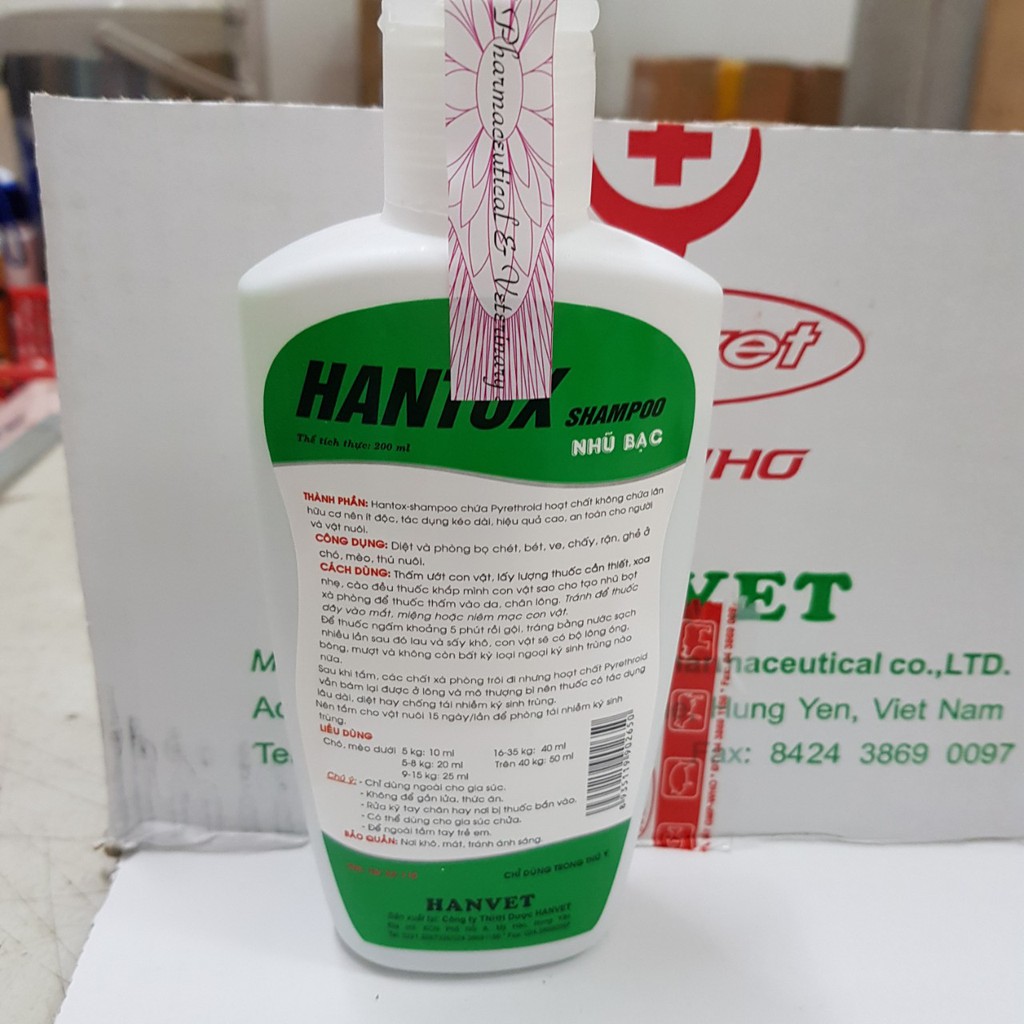 Pharmaceutical & Veterinary
HANTOX SHAMPOO
NHŨ BẠC
Thể tích thực: 200 ml
THÀNH PHẦN: Hantox-shampoo chứa Pyrethroid hoạt chất không chứa lân
hữu cơ nên ít độc, tác dụng kéo dài, hiệu quả cao, an toàn cho người
và vật nuôi.
CÔNG DỤNG: Diệt và phòng bọ chét, bét, ve, chấy, rận, ghẻ ở
chó, mèo, thú nuôi.
CÁCH DÙNG: Thấm ướt con vật, lấy lượng thuốc cần thiết, xoa
nhẹ, cào đều thuốc khắp mình con vật sao cho tạo nhũ bọt
xà phòng để thuốc thấm vào da, chân lông. Tránh để thuốc
dây vào mắt, miệng hoặc niêm mạc con vật.
Để thuốc ngấm khoảng 5 phút rồi gội, tráng bằng nước sạch
nhiều lần sau đó lau và sấy khô, con vật sẽ có bộ lông óng,
bông, mượt và không còn bất kỳ loại ngoại ký sinh trùng nào
nữa.
Sau khi tắm, các chất xà phòng trôi đi nhưng hoạt chất Pyrethroid
vẫn bám lại được ở lông và mô thượng bì nên thuốc có tác dụng
lâu dài, diệt hay chống tái nhiễm ký sinh trùng.
Nên tắm cho vật nuôi 15 ngày/lần để phòng tái nhiễm ký sinh
trùng.
LIỀU DÙNG
Chó, mèo dưới 5 kg: 10 ml 16-35 kg: 40 ml
5-8 kg: 20 ml Trên 40 kg: 50 ml
9-15 kg: 25 ml
Chú ý: - Chỉ dùng ngoài cho gia súc.
- Không để gần lửa, thức ăn.
- Rửa kỹ tay chân hay nơi bị thuốc bắn vào.
- Có thể dùng cho gia súc chửa.
- Để ngoài tầm tay trẻ em.
BẢO QUẢN: Nơi khô, mát, tránh ánh sáng.
CHỈ DÙNG TRONG THÚ Y
HANVET
Sản xuất tại: Công ty TNHH Dược HANVET
vet
VET
Pharmaceutical co.,LTD.
Hung Yen, Viet Nam
Fax: 8424 3869 0097